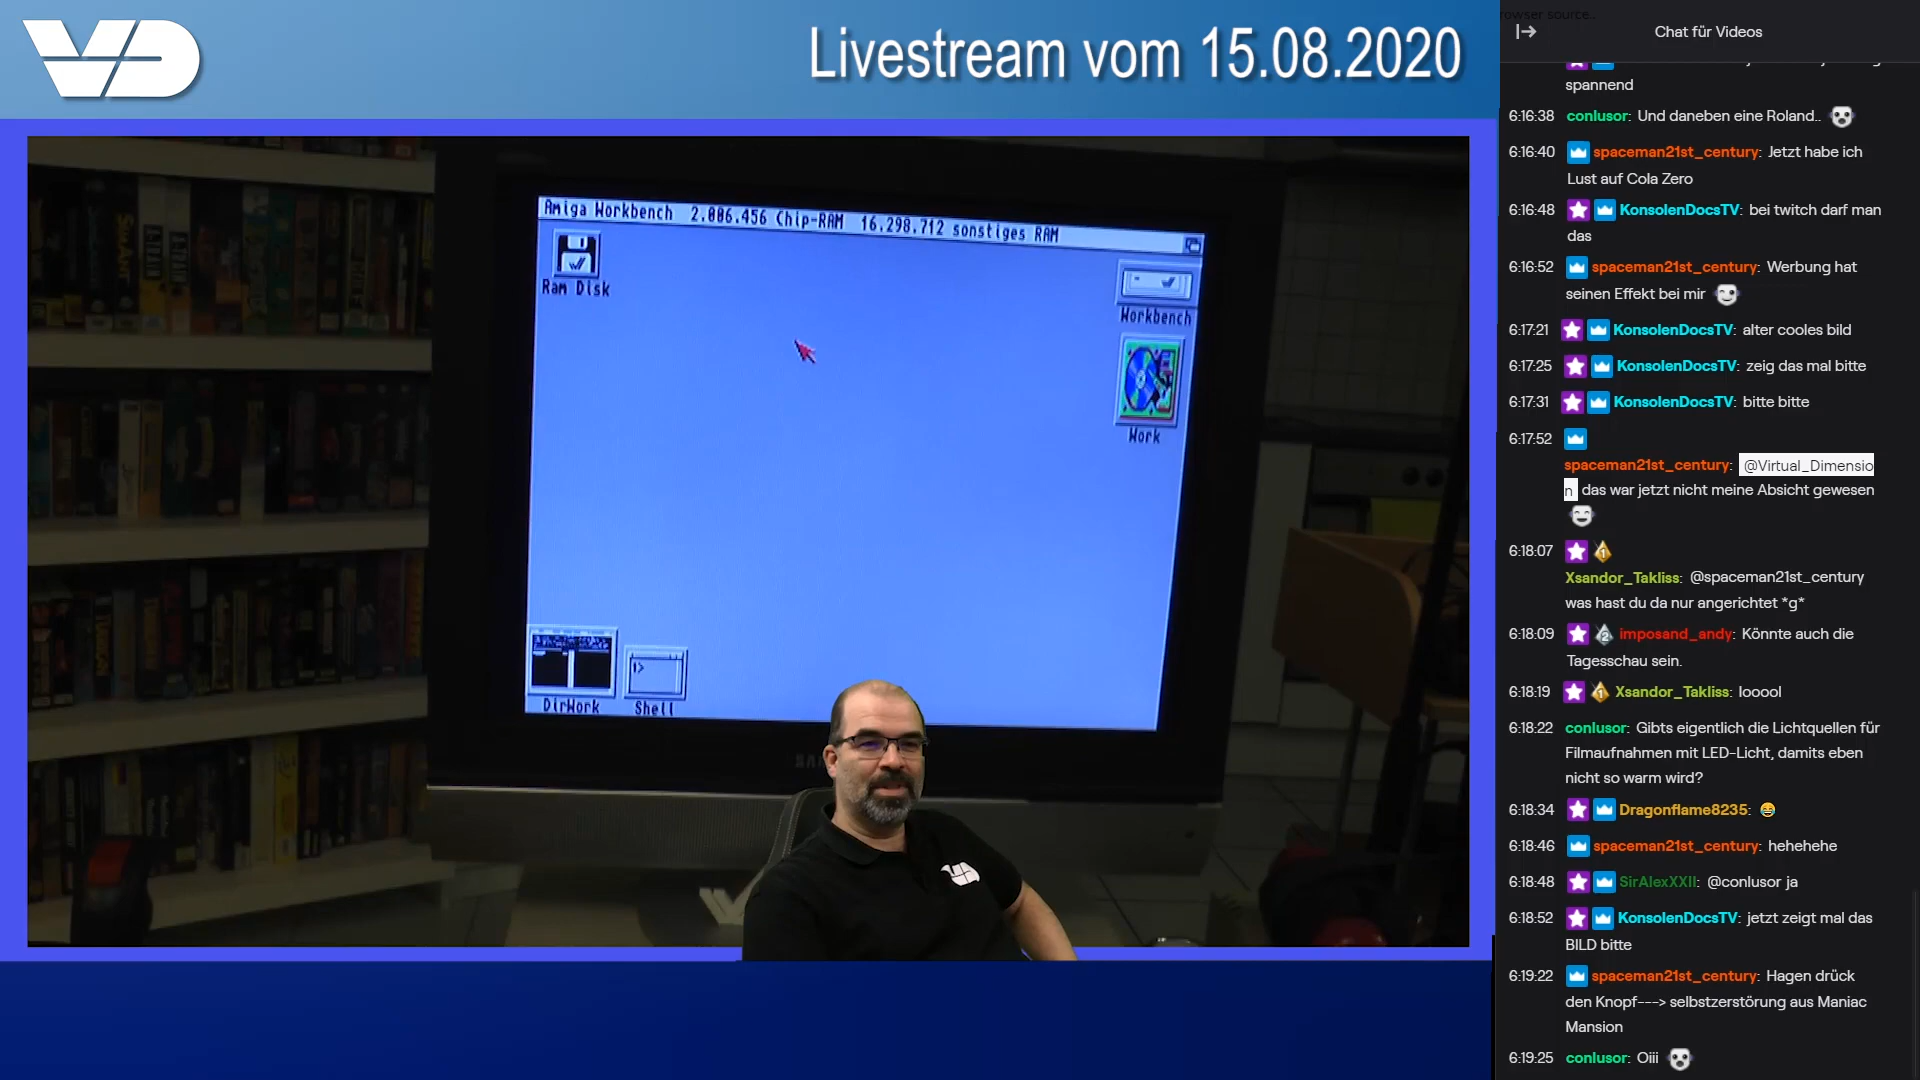 VD
Livestream vom 15.08.2020
Chat für Videos
Amiga Workbench 2.006.456 Chip-RAM 16.298.712 sonstiges RAM
Ram Disk
Workbench
Work
DirWork
Shell
spannend
6:16:38 conlusor: Und daneben eine Roland..
6:16:40 spaceman21st_century: Jetzt habe ich
Lust auf Cola Zero
6:16:48 KonsolenDocsTV: bei twitch darf man
das
6:16:52 spaceman21st_century: Werbung hat
seinen Effekt bei mir
6:17:21 KonsolenDocsTV: alter cooles bild
6:17:25 KonsolenDocsTV: zeig das mal bitte
6:17:31 KonsolenDocsTV: bitte bitte
6:17:52
spaceman21st_century: @Virtual_Dimensio
n das war jetzt nicht meine Absicht gewesen
6:18:07
Xsandor_Takliss: @spaceman21st_century
was hast du da nur angerichtet *g*
6:18:09 imposand_andy: Könnte auch die
Tagesschau sein.
6:18:19 Xsandor_Takliss: looool
6:18:22 conlusor: Gibts eigentlich die Lichtquellen für
Filmaufnahmen mit LED-Licht, damits eben
nicht so warm wird?
6:18:34 Dragonflame8235:
6:18:46 spaceman21st_century: hehehehe
6:18:48 SirAlexXXII: @conlusor ja
6:18:52 KonsolenDocsTV: jetzt zeigt mal das
BILD bitte
6:19:22 spaceman21st_century: Hagen drück
den Knopf---> selbstzerstörung aus Maniac
Mansion
6:19:25 conlusor: Oiii